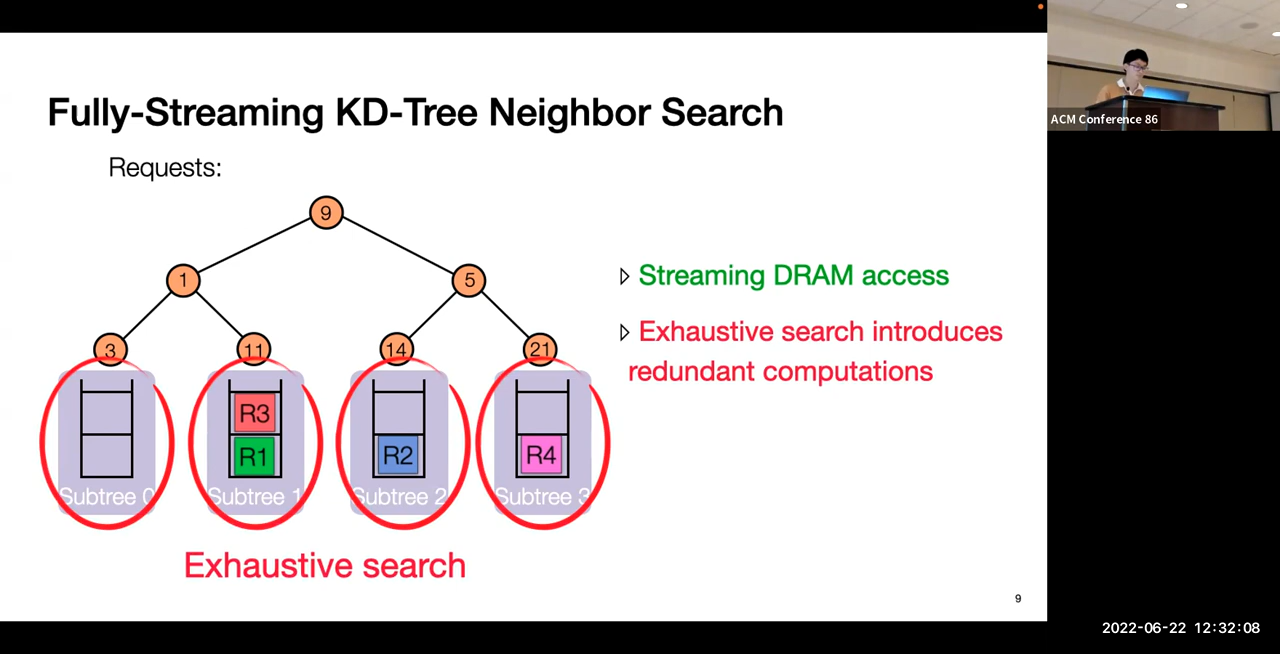 Fully-Streaming KD-Tree Neighbor Search
Requests:
9
1
5
3
11
14
21
Streaming DRAM access
Exhaustive search introduces
redundant computations
R3
R1
R2
R4
Subtree 0
Subtree 1
Subtree 2
Subtree 3
Exhaustive search
9
ACM Conference 86
2022-06-22 12:32:08